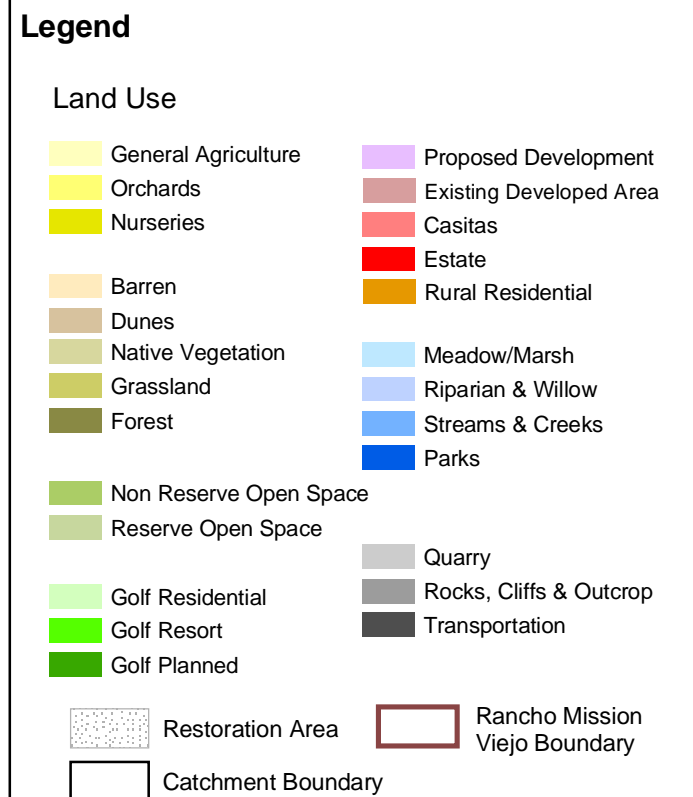 Legend
Land Use
General Agriculture
Orchards
Nurseries
Barren
Dunes
Native Vegetation
Grassland
Forest
Non Reserve Open Space
Reserve Open Space
Golf Residential
Golf Resort
Golf Planned
Proposed Development
Existing Developed Area
Casitas
Estate
Rural Residential
Meadow/Marsh
Riparian & Willow
Streams & Creeks
Parks
Quarry
Rocks, Cliffs & Outcrop
Transportation
Restoration Area
Rancho Mission
Viejo Boundary
Catchment Boundary